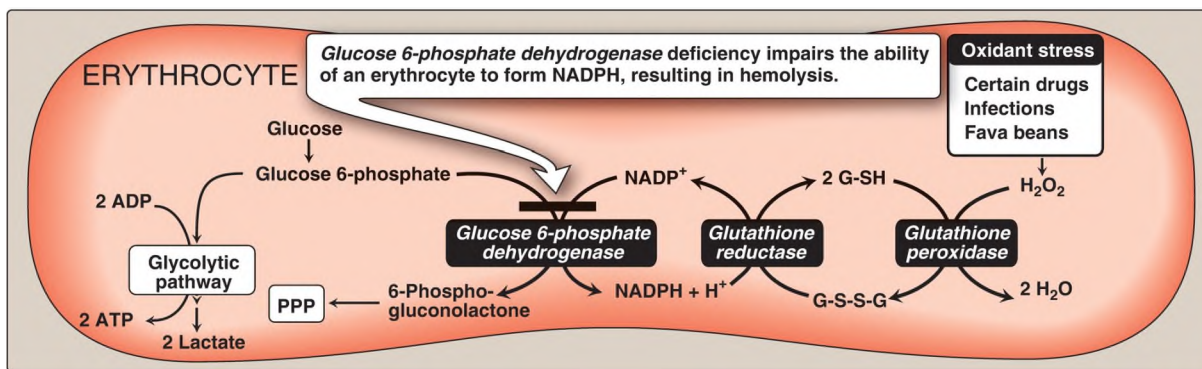 Glucose 6-phosphate dehydrogenase deficiency impairs the ability
of an erythrocyte to form NADPH, resulting in hemolysis.
ERYTHROCYTE
Oxidant stress
Certain drugs
Infections
Fava beans
Glucose
Glucose 6-phosphate
NADP⁺
2 G-SH
H₂O₂
2 ADP
Glucose 6-phosphate
dehydrogenase
Glutathione
reductase
Glutathione
peroxidase
Glycolytic
pathway
PPP
6-Phospho-
gluconolactone
NADPH + H⁺
G-S-S-G
2 H₂O
2 ATP
2 Lactate